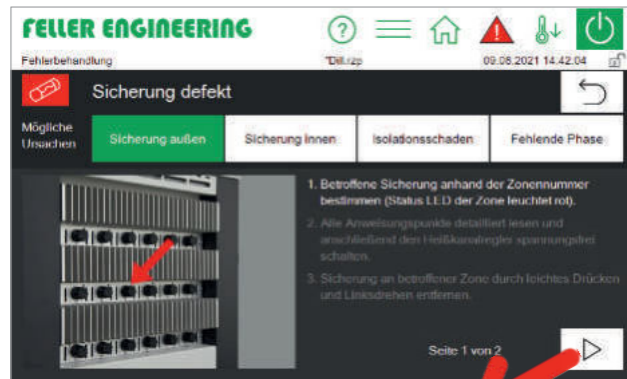 FELLER ENGINEERING
Fehlerbehandlung
*Dill.rzp
09.08.2021 14.42.04
Sicherung defekt
Mögliche
Ursachen
Sicherung außen
Sicherung Innen
Isolationsschaden
Fehlende Phase
1. Betroffene Sicherung anhand der Zonennummer
bestimmen (Status LED der Zone leuchtet rot).
2. Alle Anweisungspunkte detailliert lesen und
anschließend den Heißkanalregler spannungsfrei
schalten.
3. Sicherung an betroffener Zone durch leichtes Drücken
und Linksdrehen entfernen.
Seite 1 von 2